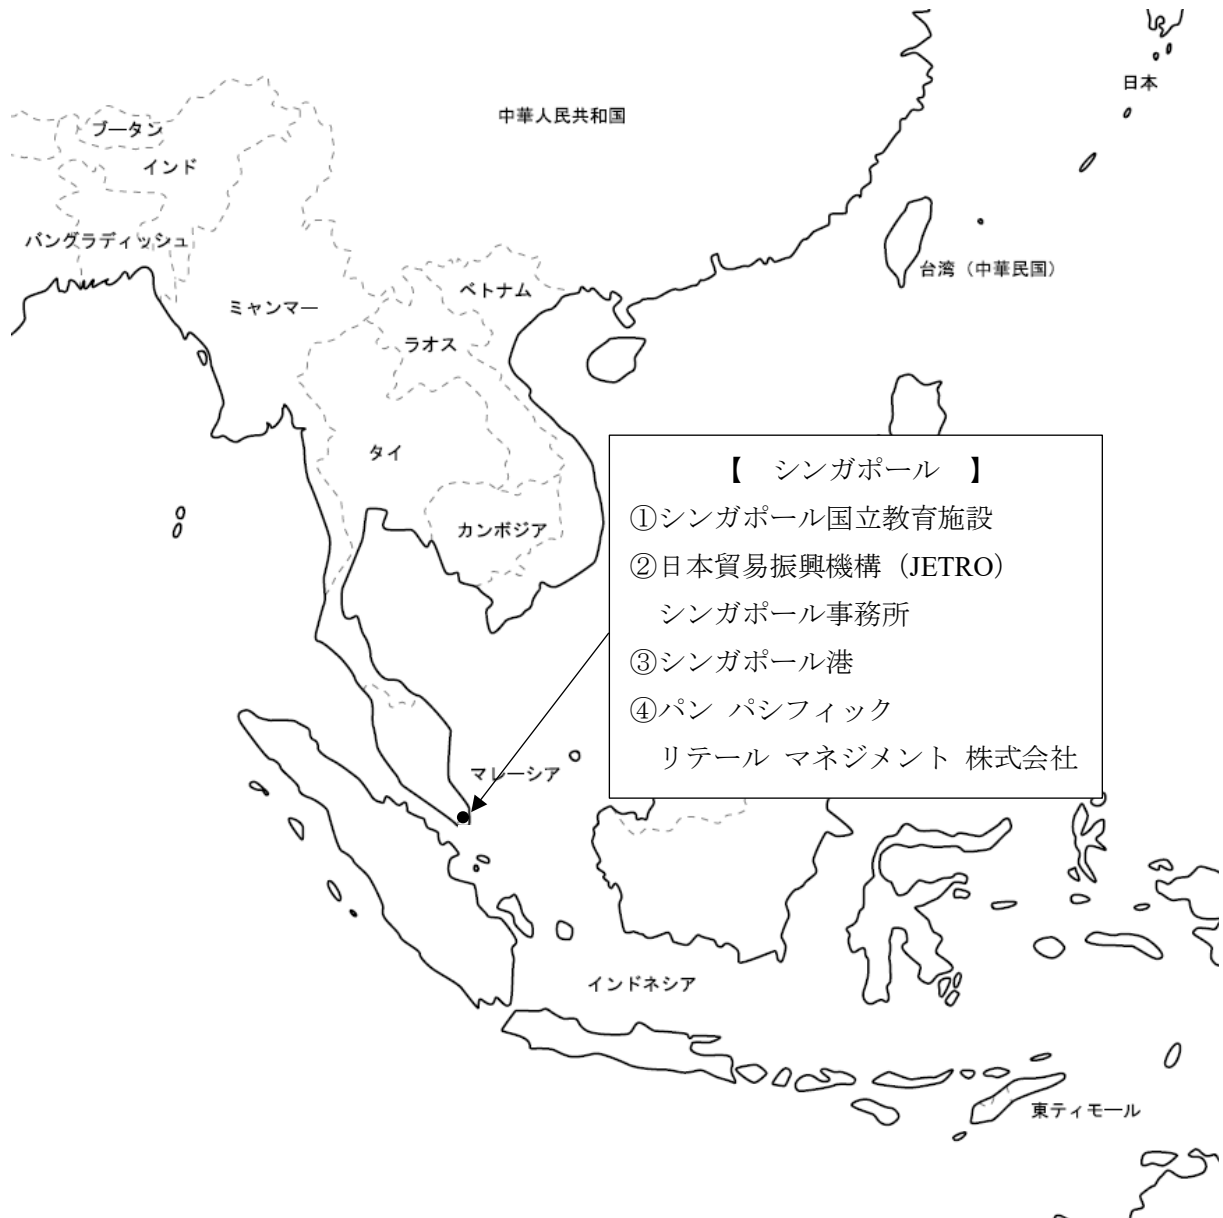 日本
中華人民共和国
ブータン
インド
バングラディッシュ
台湾（中華民国）
ベトナム
ミャンマー
ラオス
タイ
カンボジア
【　シンガポール　】
①シンガポール国立教育施設
②日本貿易振興機構（JETRO）
シンガポール事務所
③シンガポール港
④パン パシフィック
リテール マネジメント 株式会社
マレーシア
インドネシア
東ティモール